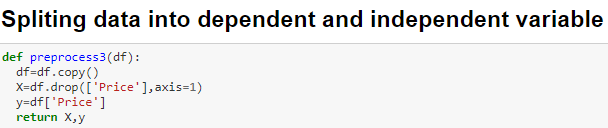 Spliting data into dependent and independent variable
def preprocess3(df):
  df=df.copy()
  X=df.drop(['Price'],axis=1)
  y=df['Price']
  return X,y